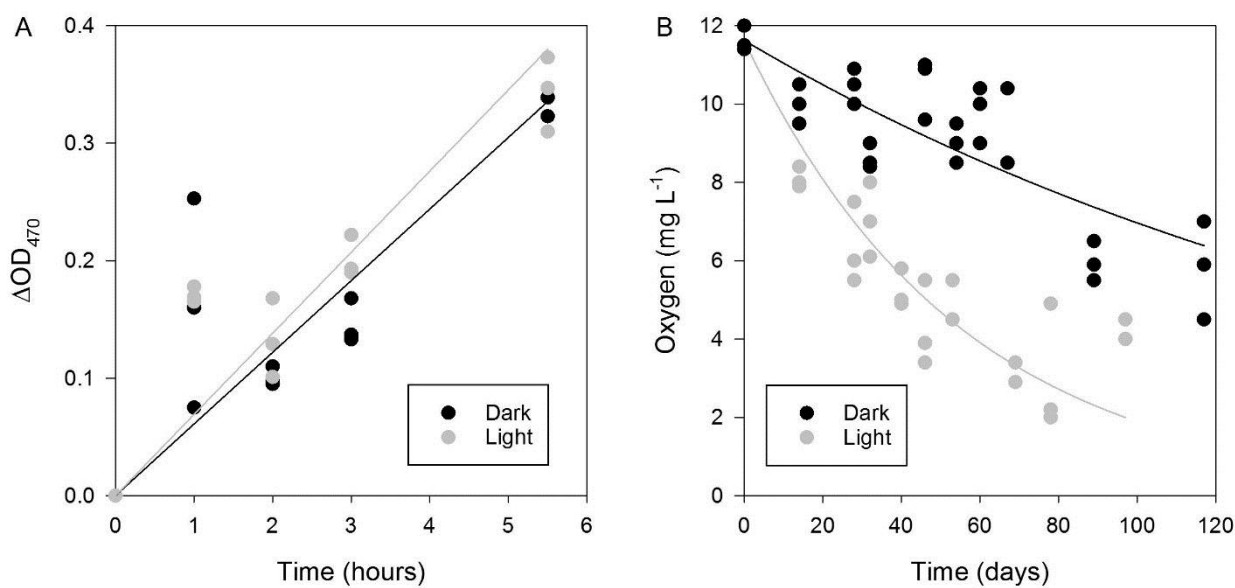 A
ΔOD₄₇₀
0.4
0.3
0.2
0.1
0.0
0 1 2 3 4 5 6
Time (hours)
Dark
Light
B
Oxygen (mg L⁻¹)
12
10
8
6
4
2
0
0 20 40 60 80 100 120
Time (days)
Dark
Light